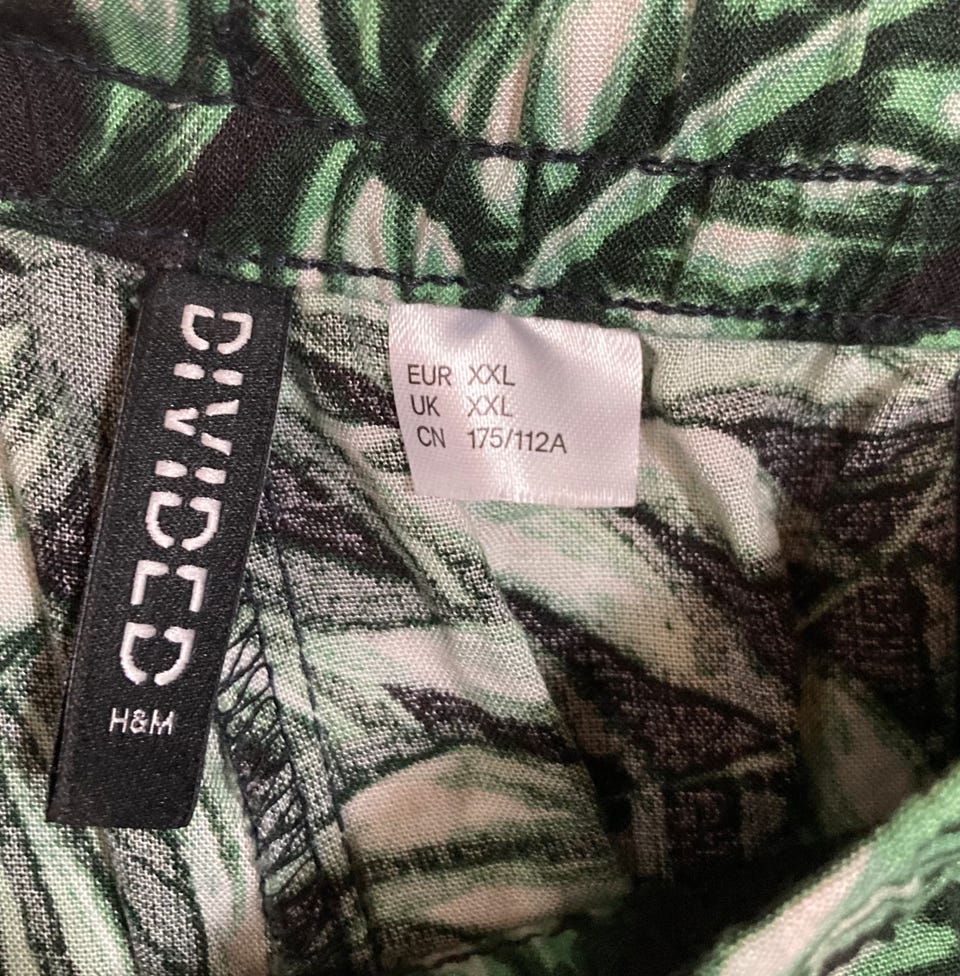 DIVIDED
H&M
EUR XXL
UK XXL
CN 175/112A